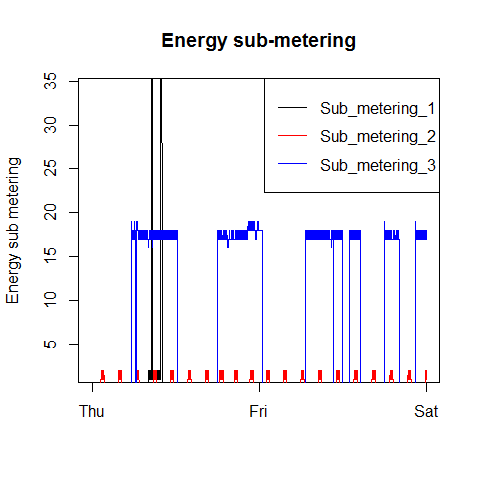 Energy sub-metering
Energy sub metering
35
30
25
20
15
10
5
Sub_metering_1
Sub_metering_2
Sub_metering_3
Thu
Fri
Sat